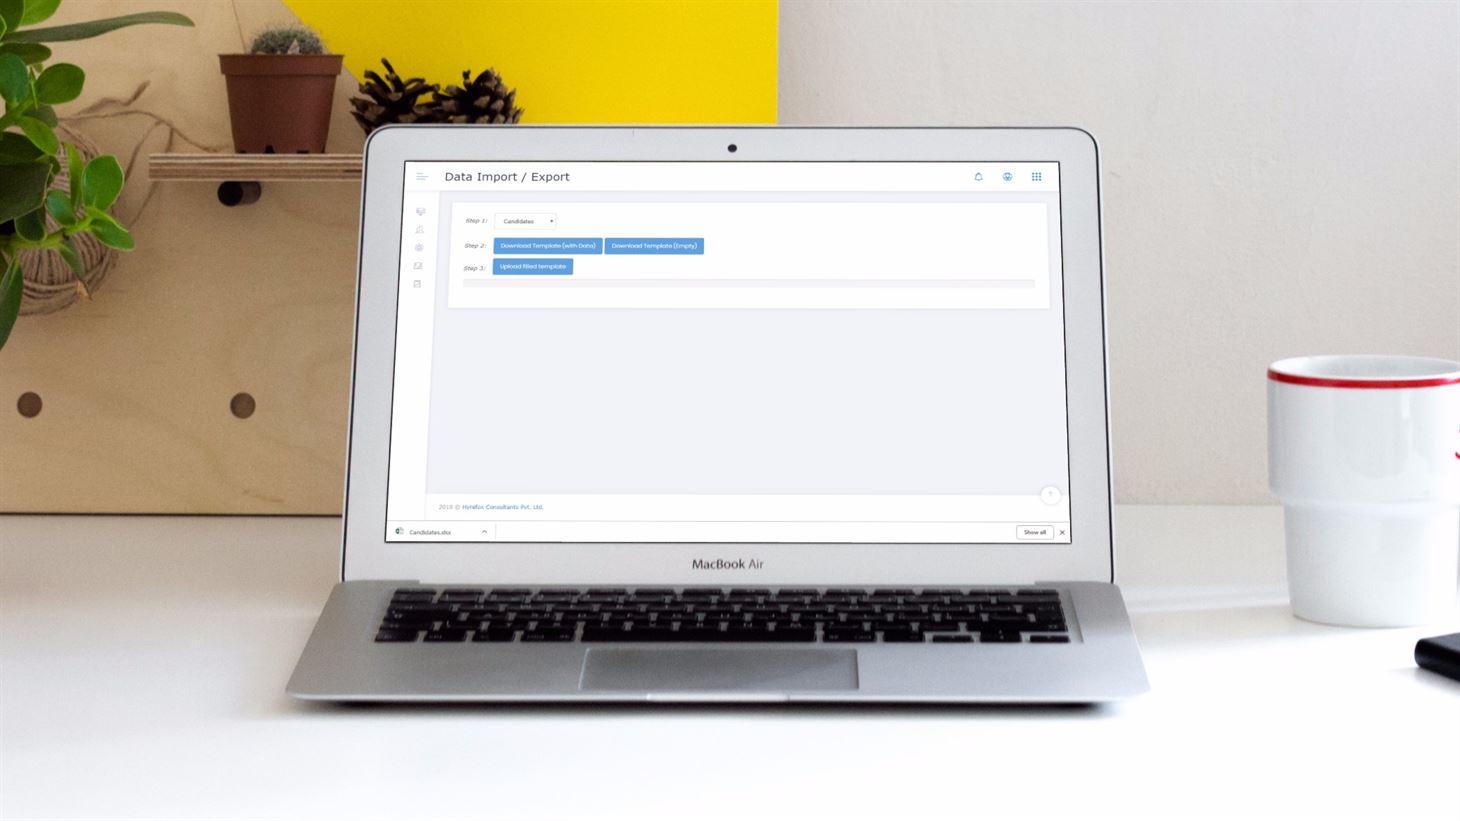 Data Import / Export
Step 1: Candidates
Step 2: Download Template (with Data) Download Template (Empty)
Step 3: Upload filled template
2018 © Hyrefox Consultants Pvt. Ltd.
Candidates.xlsx Show all
MacBook Air